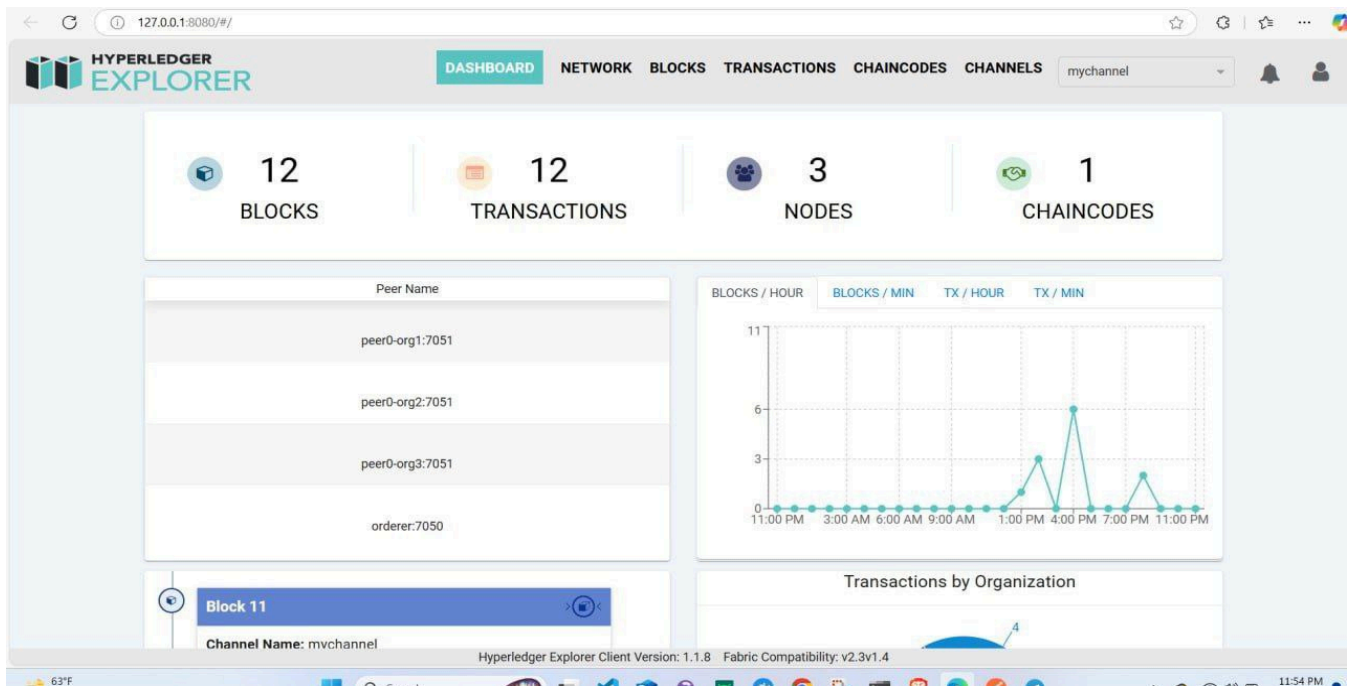 127.0.0.1:8080/#/
HYPERLEDGER
EXPLORER
DASHBOARD NETWORK BLOCKS TRANSACTIONS CHAINCODES CHANNELS mychannel
12 12 3 1
BLOCKS TRANSACTIONS NODES CHAINCODES
Peer Name
peer0-org1:7051
peer0-org2:7051
peer0-org3:7051
orderer:7050
BLOCKS / HOUR BLOCKS / MIN TX / HOUR TX / MIN
11
6
3
0
11:00 PM 3:00 AM 6:00 AM 9:00 AM 1:00 PM 4:00 PM 7:00 PM 11:00 PM
Block 11
Channel Name: mychannel
Transactions by Organization
4
Hyperledger Explorer Client Version: 1.1.8 Fabric Compatibility: v2.3v1.4
63°F
11:54 PM